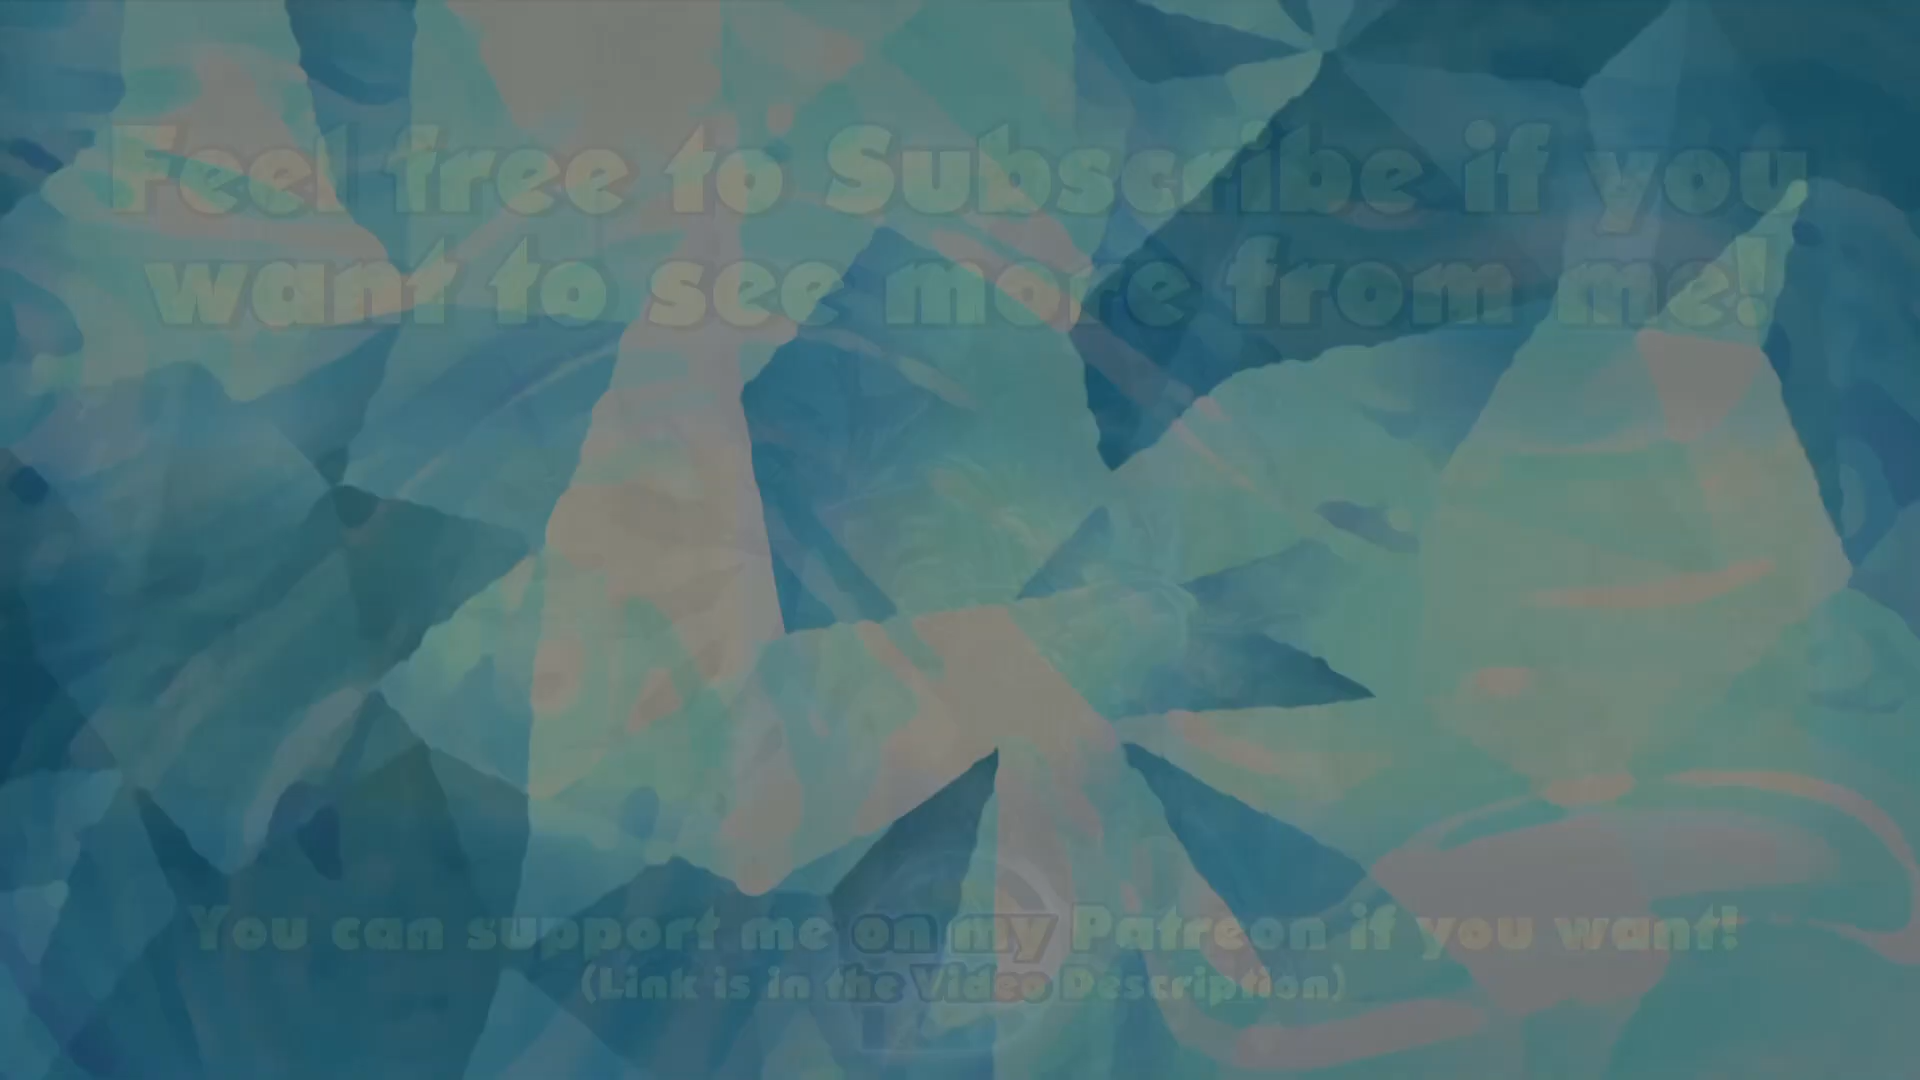 Feel free to Subscribe if you
want to see more from me!
You can support me on my Patreon if you want!
(Link is in the Video Description)